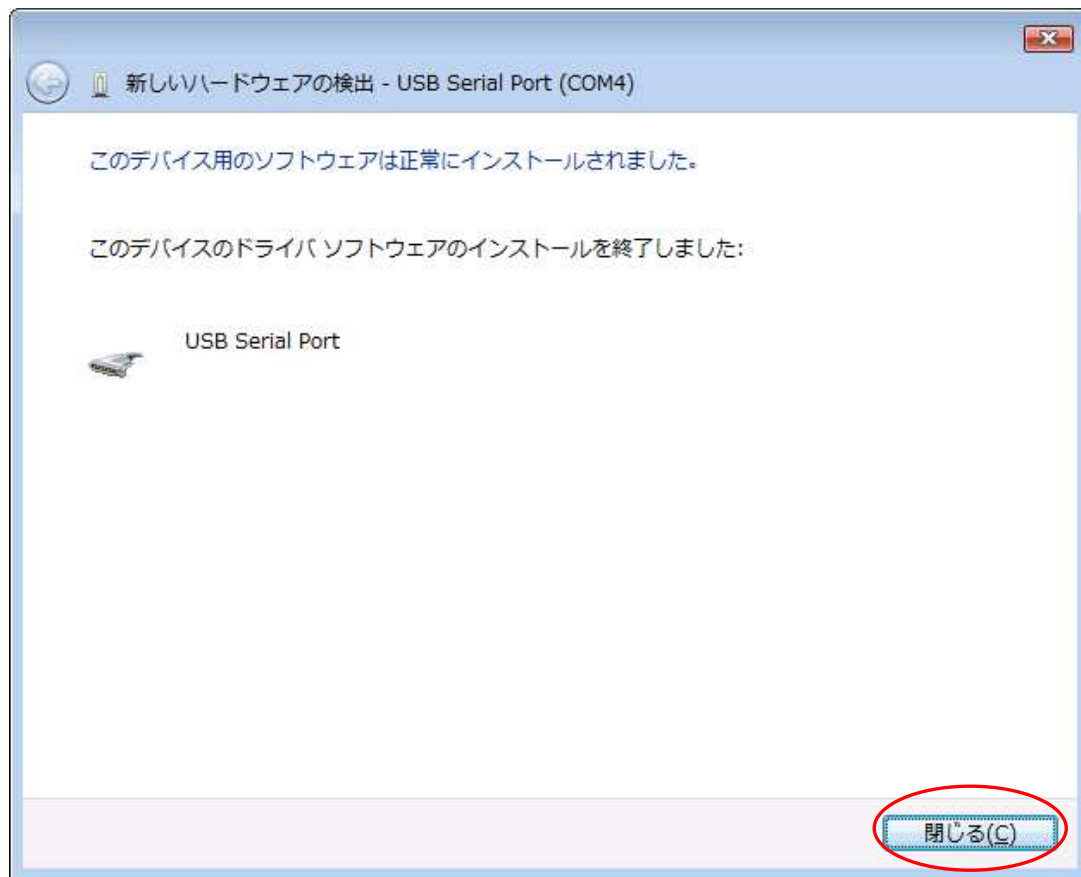 新しいハードウェアの検出 - USB Serial Port (COM4)
このデバイス用のソフトウェアは正常にインストールされました。
このデバイスのドライバ ソフトウェアのインストールを終了しました:
USB Serial Port
閉じる(C)